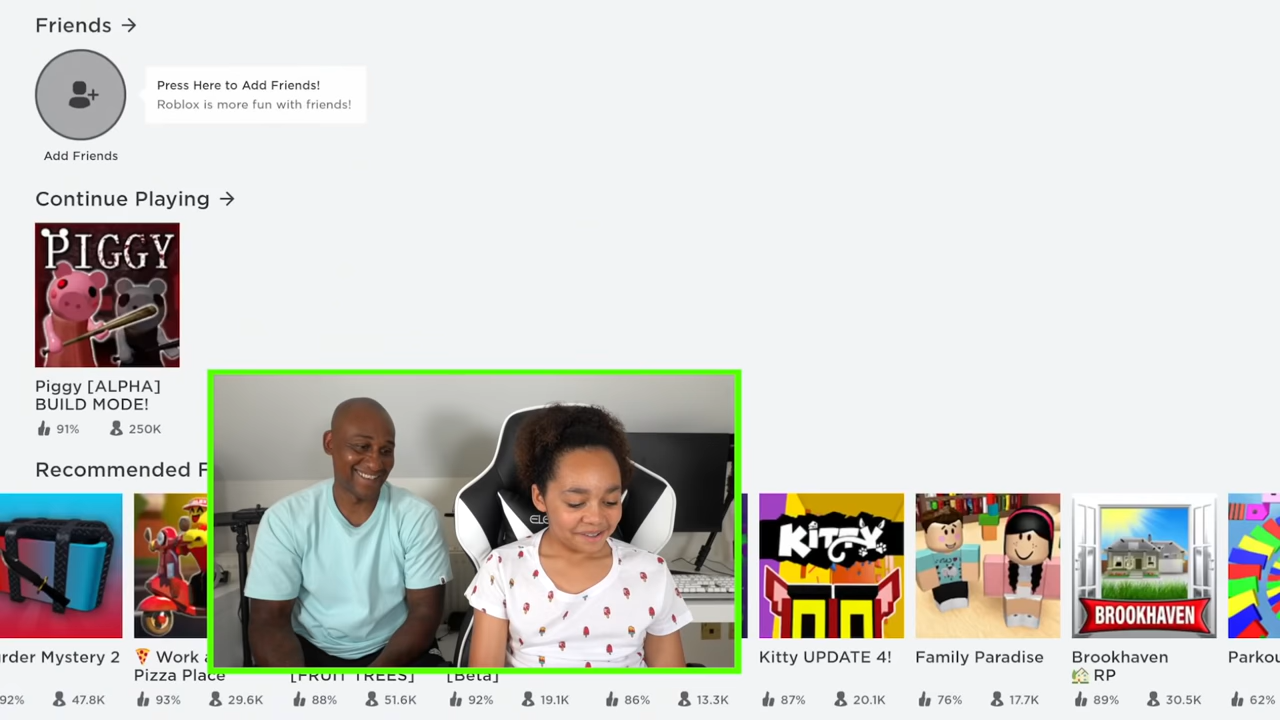 Friends →
Press Here to Add Friends!
Roblox is more fun with friends!
Add Friends
Continue Playing →
PIGGY
Piggy [ALPHA]
BUILD MODE!
91% 250K
Recommended F
KITTY
BROOKHAVEN
ELE
rder Mystery 2
Work
Pizza Place
[FRUIT TREES]
[Beta]
Kitty UPDATE 4!
Family Paradise
Brookhaven
RP
Parko
92% 47.8K
93% 29.6K
88% 51.6K
92% 19.1K
86% 13.3K
87% 20.1K
76% 17.7K
89% 30.5K
62%